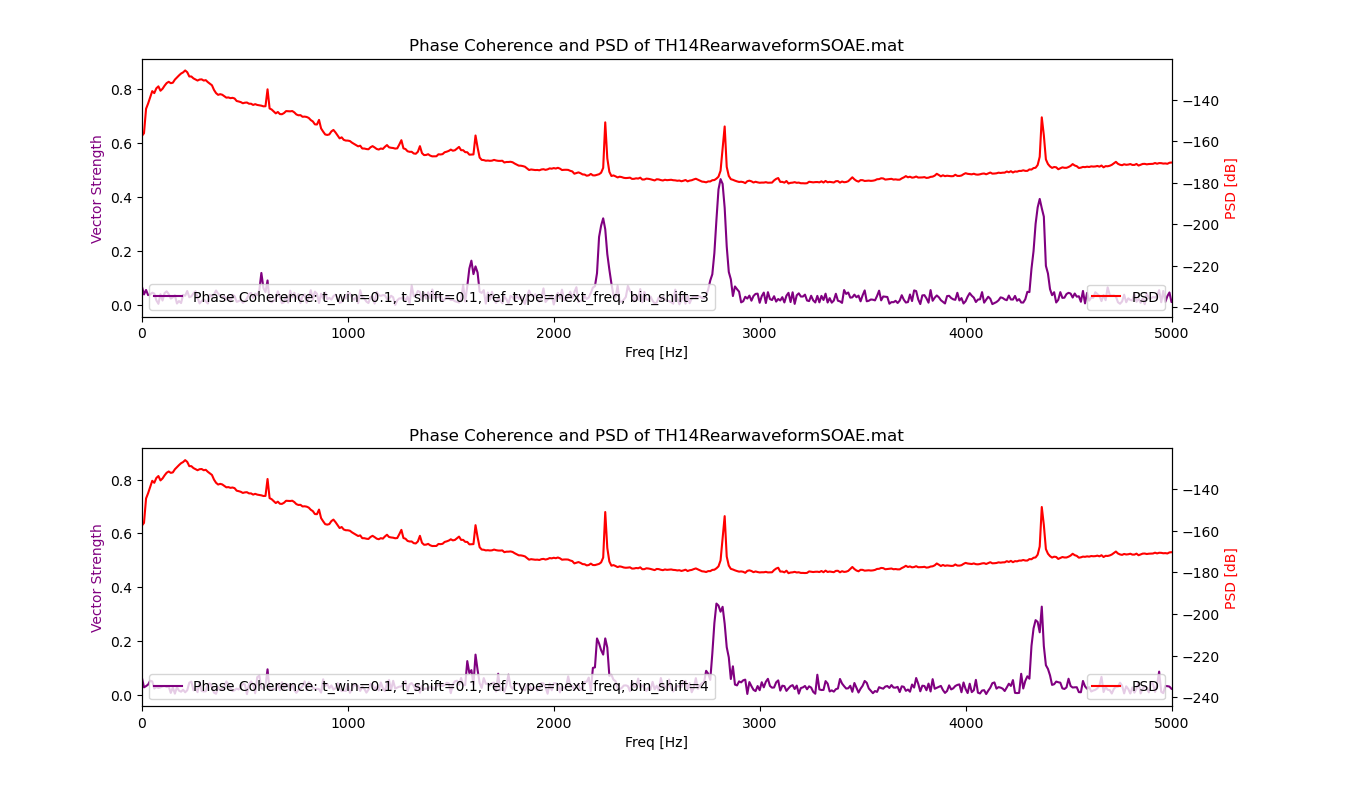 Phase Coherence and PSD of TH14RearwaveformSOAE.mat
0.8
0.6
0.4
0.2
0.0
Vector Strength
−140
−160
−180
−200
−220
−240
PSD [dB]
Phase Coherence: t_win=0.1, t_shift=0.1, ref_type=next_freq, bin_shift=3
PSD
0 1000 2000 3000 4000 5000
Freq [Hz]
Phase Coherence and PSD of TH14RearwaveformSOAE.mat
0.8
0.6
0.4
0.2
0.0
Vector Strength
−140
−160
−180
−200
−220
−240
PSD [dB]
Phase Coherence: t_win=0.1, t_shift=0.1, ref_type=next_freq, bin_shift=4
PSD
0 1000 2000 3000 4000 5000
Freq [Hz]